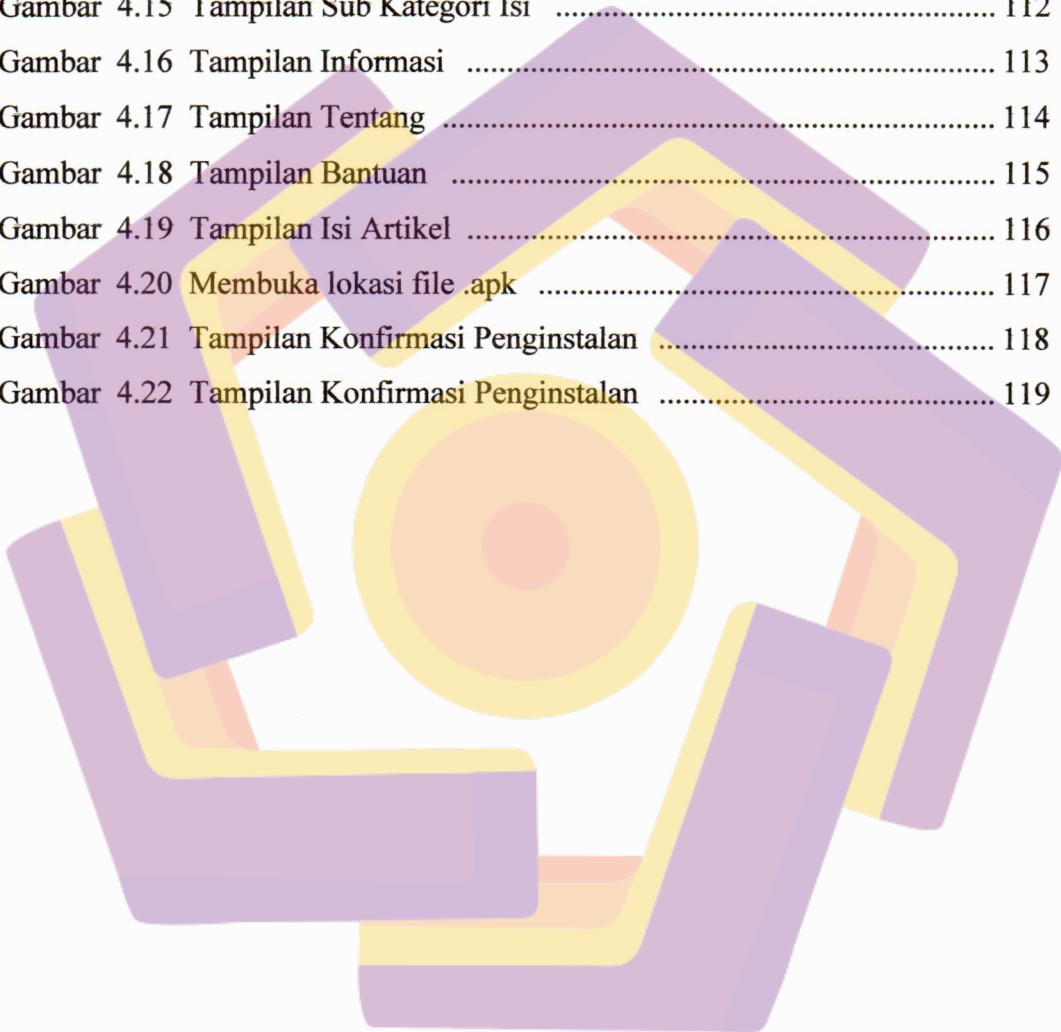 Gambar 4.15 Tampilan Sub Kategori Isi ........................................................ 112
Gambar 4.16 Tampilan Informasi .................................................................... 113
Gambar 4.17 Tampilan Tentang ....................................................................... 114
Gambar 4.18 Tampilan Bantuan ...................................................................... 115
Gambar 4.19 Tampilan Isi Artikel .................................................................... 116
Gambar 4.20 Membuka lokasi file .apk .......................................................... 117
Gambar 4.21 Tampilan Konfirmasi Penginstalan ........................................... 118
Gambar 4.22 Tampilan Konfirmasi Penginstalan ........................................... 119